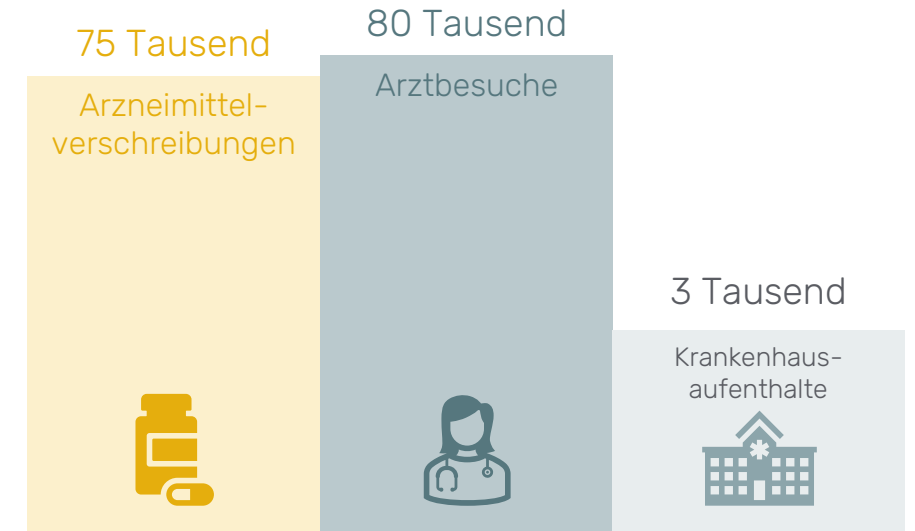 75 Tausend
Arzneimittel-
verschreibungen
80 Tausend
Arztbesuche
3 Tausend
Krankenhaus-
aufenthalte